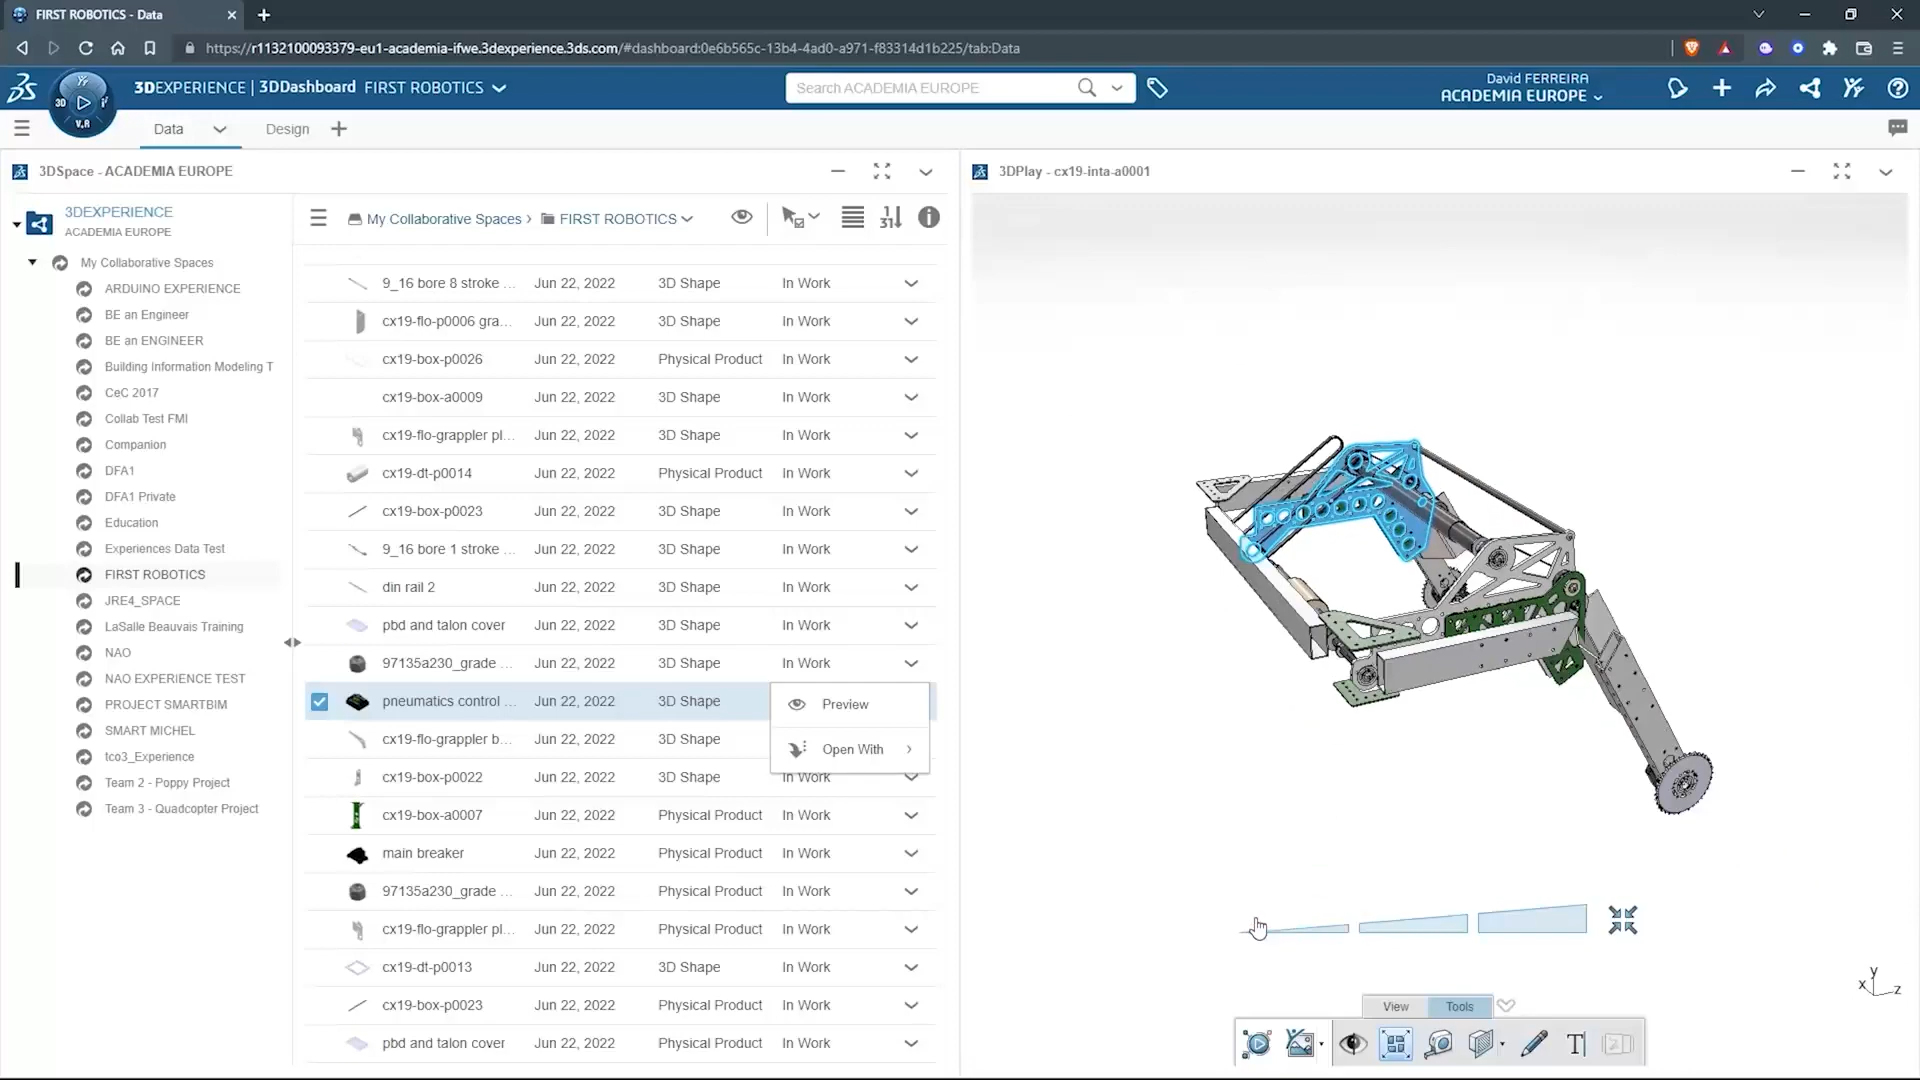 FIRST ROBOTICS - Data
https://r1132100093379-eu1-academia-ifwe.3dexperience.3ds.com/#dashboard:0e6b565c-13b4-4ad0-a971-f83314d1b225/tab:Data
3D
V.R
3DEXPERIENCE | 3DDashboard FIRST ROBOTICS
Search ACADEMIA EUROPE
David FERREIRA
ACADEMIA EUROPE
Data
Design
3DSpace - ACADEMIA EUROPE
3DPlay - cx19-inta-a0001
3DEXPERIENCE
ACADEMIA EUROPE
My Collaborative Spaces
ARDUINO EXPERIENCE
BE an Engineer
BE an ENGINEER
Building Information Modeling T
CeC 2017
Collab Test FMI
Companion
DFA1
DFA1 Private
Education
Experiences Data Test
FIRST ROBOTICS
JRE4_SPACE
LaSalle Beauvais Training
NAO
NAO EXPERIENCE TEST
PROJECT SMARTBIM
SMART MICHEL
tco3_Experience
Team 2 - Poppy Project
Team 3 - Quadcopter Project
My Collaborative Spaces › FIRST ROBOTICS
9_16 bore 8 stroke ... Jun 22, 2022 3D Shape In Work
cx19-flo-p0006 gra... Jun 22, 2022 3D Shape In Work
cx19-box-p0026 Jun 22, 2022 Physical Product In Work
cx19-box-a0009 Jun 22, 2022 3D Shape In Work
cx19-flo-grappler pl... Jun 22, 2022 3D Shape In Work
cx19-dt-p0014 Jun 22, 2022 Physical Product In Work
cx19-box-p0023 Jun 22, 2022 3D Shape In Work
9_16 bore 1 stroke ... Jun 22, 2022 3D Shape In Work
din rail 2 Jun 22, 2022 3D Shape In Work
pbd and talon cover Jun 22, 2022 3D Shape In Work
97135a230_grade ... Jun 22, 2022 3D Shape In Work
pneumatics control ... Jun 22, 2022 3D Shape
Preview
cx19-flo-grappler b... Jun 22, 2022 3D Shape
Open With
cx19-box-p0022 Jun 22, 2022 3D Shape In Work
cx19-box-a0007 Jun 22, 2022 Physical Product In Work
main breaker Jun 22, 2022 Physical Product In Work
97135a230_grade ... Jun 22, 2022 Physical Product In Work
cx19-flo-grappler pl... Jun 22, 2022 Physical Product In Work
cx19-dt-p0013 Jun 22, 2022 3D Shape In Work
cx19-box-p0023 Jun 22, 2022 Physical Product In Work
pbd and talon cover Jun 22, 2022 Physical Product In Work
y
x
z
View
Tools